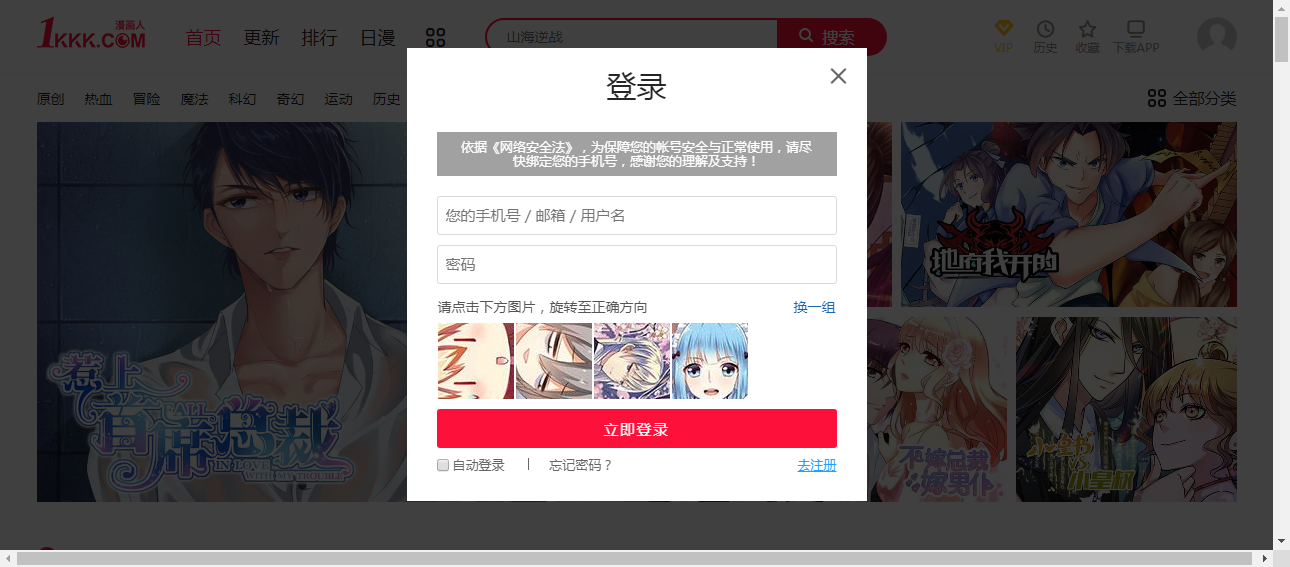 漫画人
1KKK.COM
首页 更新 排行 日漫
山海逆战
搜索
VIP 历史 收藏 下载APP
原创 热血 冒险 魔法 科幻 奇幻 运动 历史
全部分类
登录
依据《网络安全法》，为保障您的帐号安全与正常使用，请尽
快绑定您的手机号，感谢您的理解及支持！
您的手机号 / 邮箱 / 用户名
密码
请点击下方图片，旋转至正确方向
换一组
立即登录
自动登录 | 忘记密码？
去注册
惹上
首席总裁
FALL
IN LOVE
WITH MY TROUBLE
地府我开的
不嫁总裁
嫁男仆
小皇叔